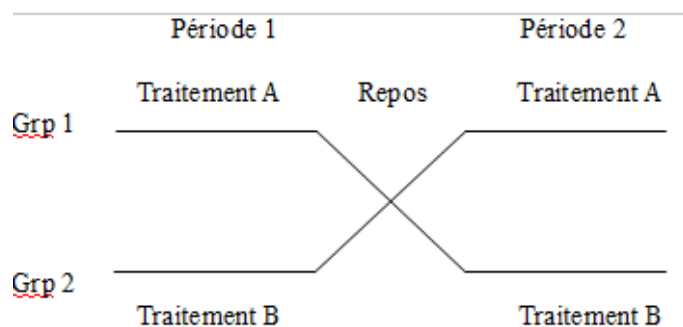 Période 1 Période 2
Traitement A Repos Traitement A
Grp 1
Grp 2
Traitement B Traitement B